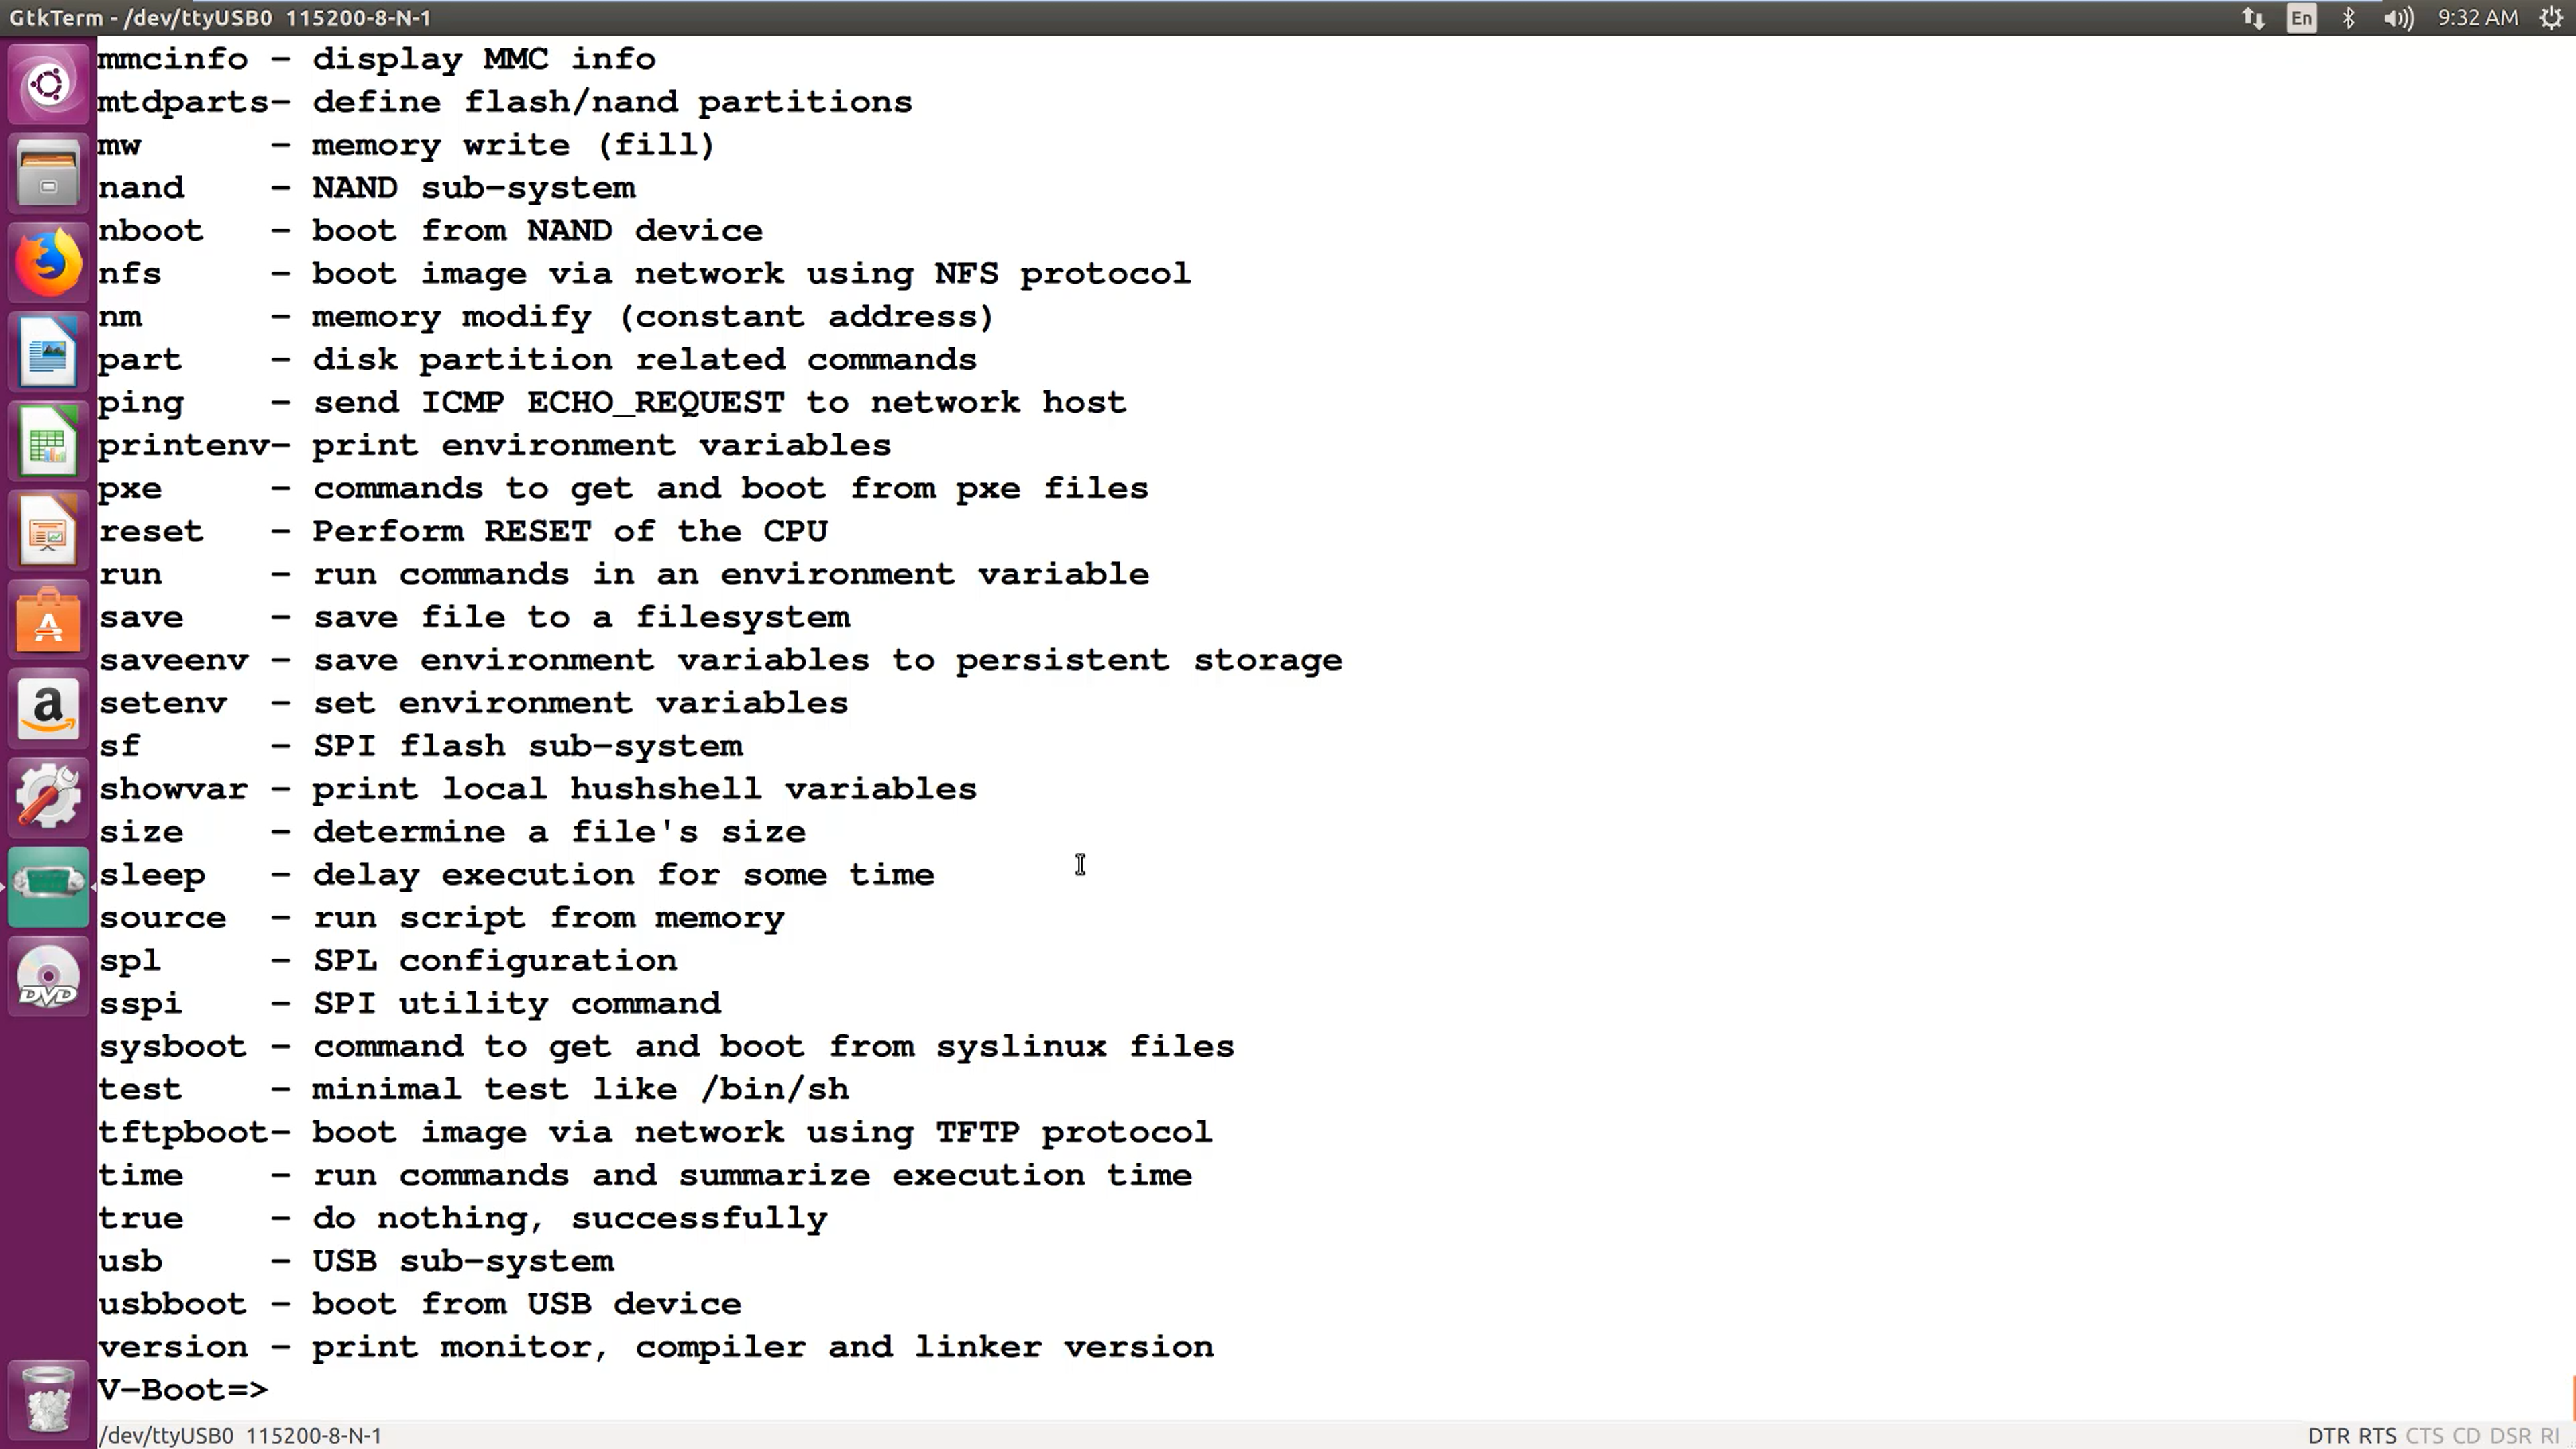 GtkTerm - /dev/ttyUSB0 115200-8-N-1
En
9:32 AM
mmcinfo - display MMC info
mtdparts- define flash/nand partitions
mw      - memory write (fill)
nand    - NAND sub-system
nboot   - boot from NAND device
nfs     - boot image via network using NFS protocol
nm      - memory modify (constant address)
part    - disk partition related commands
ping    - send ICMP ECHO_REQUEST to network host
printenv- print environment variables
pxe     - commands to get and boot from pxe files
reset   - Perform RESET of the CPU
run     - run commands in an environment variable
save    - save file to a filesystem
saveenv - save environment variables to persistent storage
setenv  - set environment variables
sf      - SPI flash sub-system
showvar - print local hushshell variables
size    - determine a file's size
sleep   - delay execution for some time
source  - run script from memory
spl     - SPL configuration
sspi    - SPI utility command
sysboot - command to get and boot from syslinux files
test    - minimal test like /bin/sh
tftpboot- boot image via network using TFTP protocol
time    - run commands and summarize execution time
true    - do nothing, successfully
usb     - USB sub-system
usbboot - boot from USB device
version - print monitor, compiler and linker version
V-Boot=>
A
a
DVD
/dev/ttyUSB0 115200-8-N-1
DTR RTS CTS CD DSR RI